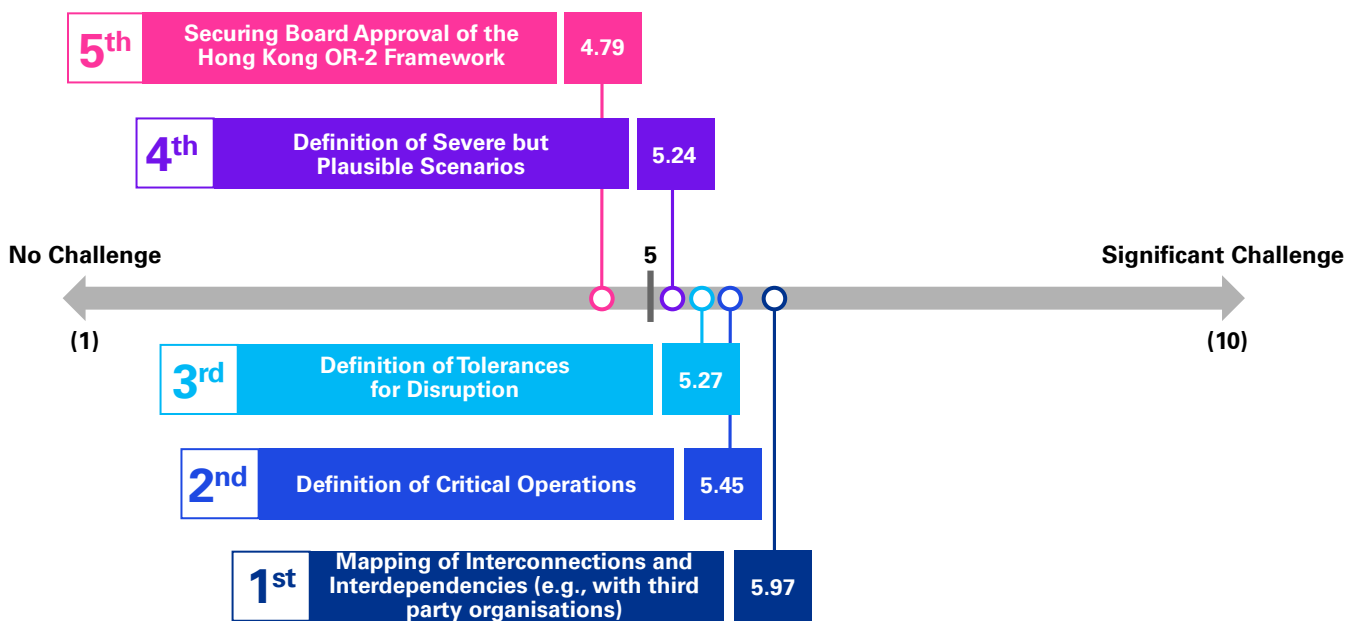 5th
Securing Board Approval of the
Hong Kong OR-2 Framework
4.79
4th
Definition of Severe but
Plausible Scenarios
5.24
No Challenge
5
Significant Challenge
(1)
(10)
3rd
Definition of Tolerances
for Disruption
5.27
2nd
Definition of Critical Operations
5.45
1st
Mapping of Interconnections and
Interdependencies (e.g., with third
party organisations)
5.97